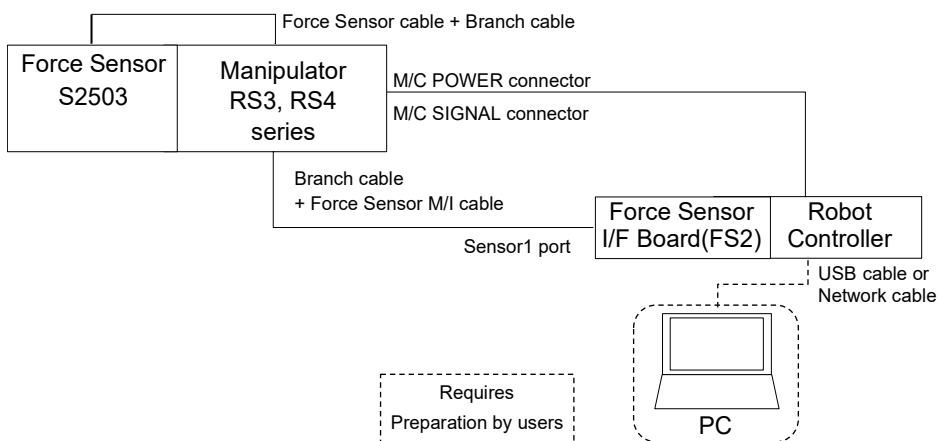 Force Sensor cable + Branch cable
Force Sensor
S2503
Manipulator
RS3, RS4
series
M/C POWER connector
M/C SIGNAL connector
Branch cable
+ Force Sensor M/I cable
Sensor1 port
Force Sensor
I/F Board(FS2)
Robot
Controller
USB cable or
Network cable
PC
Requires
Preparation by users